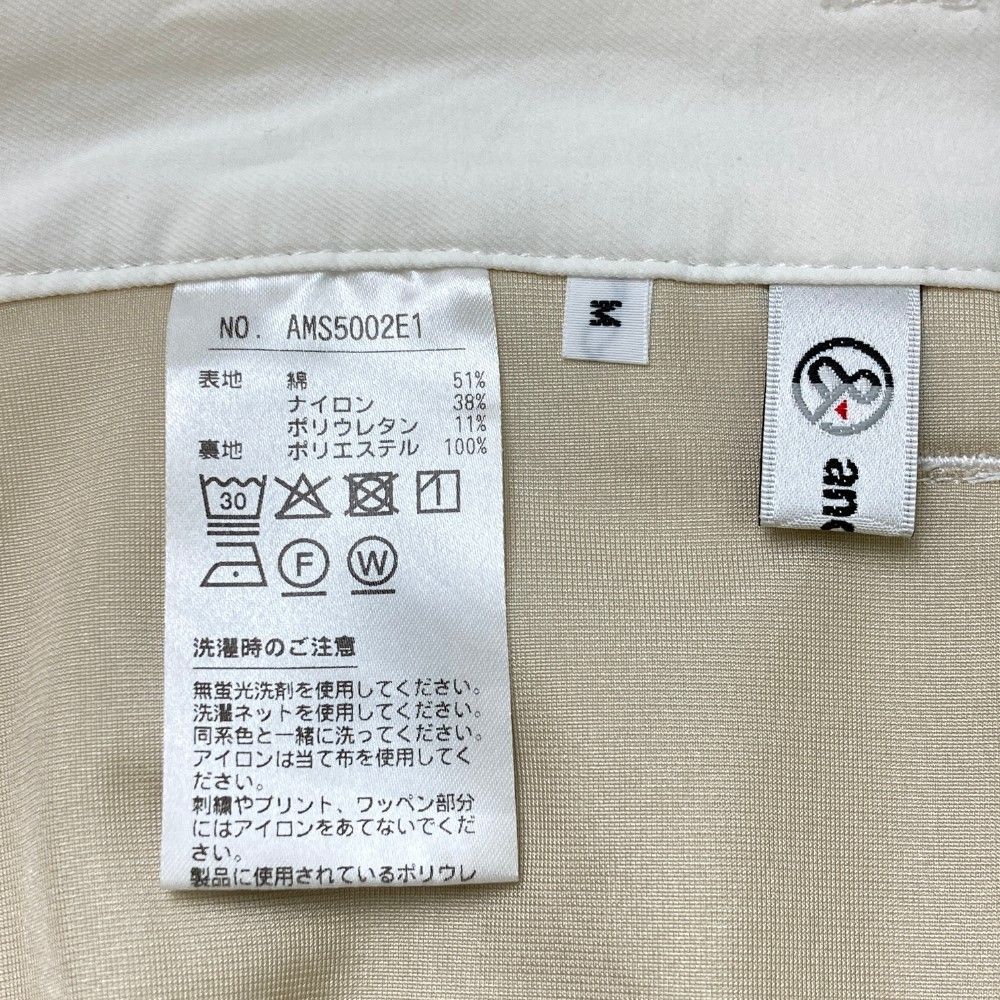 NO. AMS5002E1
表地 綿 51%
ナイロン 38%
ポリウレタン 11%
裏地 ポリエステル 100%
30
1
F W
洗濯時のご注意
無蛍光洗剤を使用してください。
洗濯ネットを使用してください。
同系色と一緒に洗ってください。
アイロンは当て布を使用してく
ださい。
刺繍やプリント、ワッペン部分
にはアイロンをあてないでくだ
さい。
製品に使用されているポリウレ
M
and